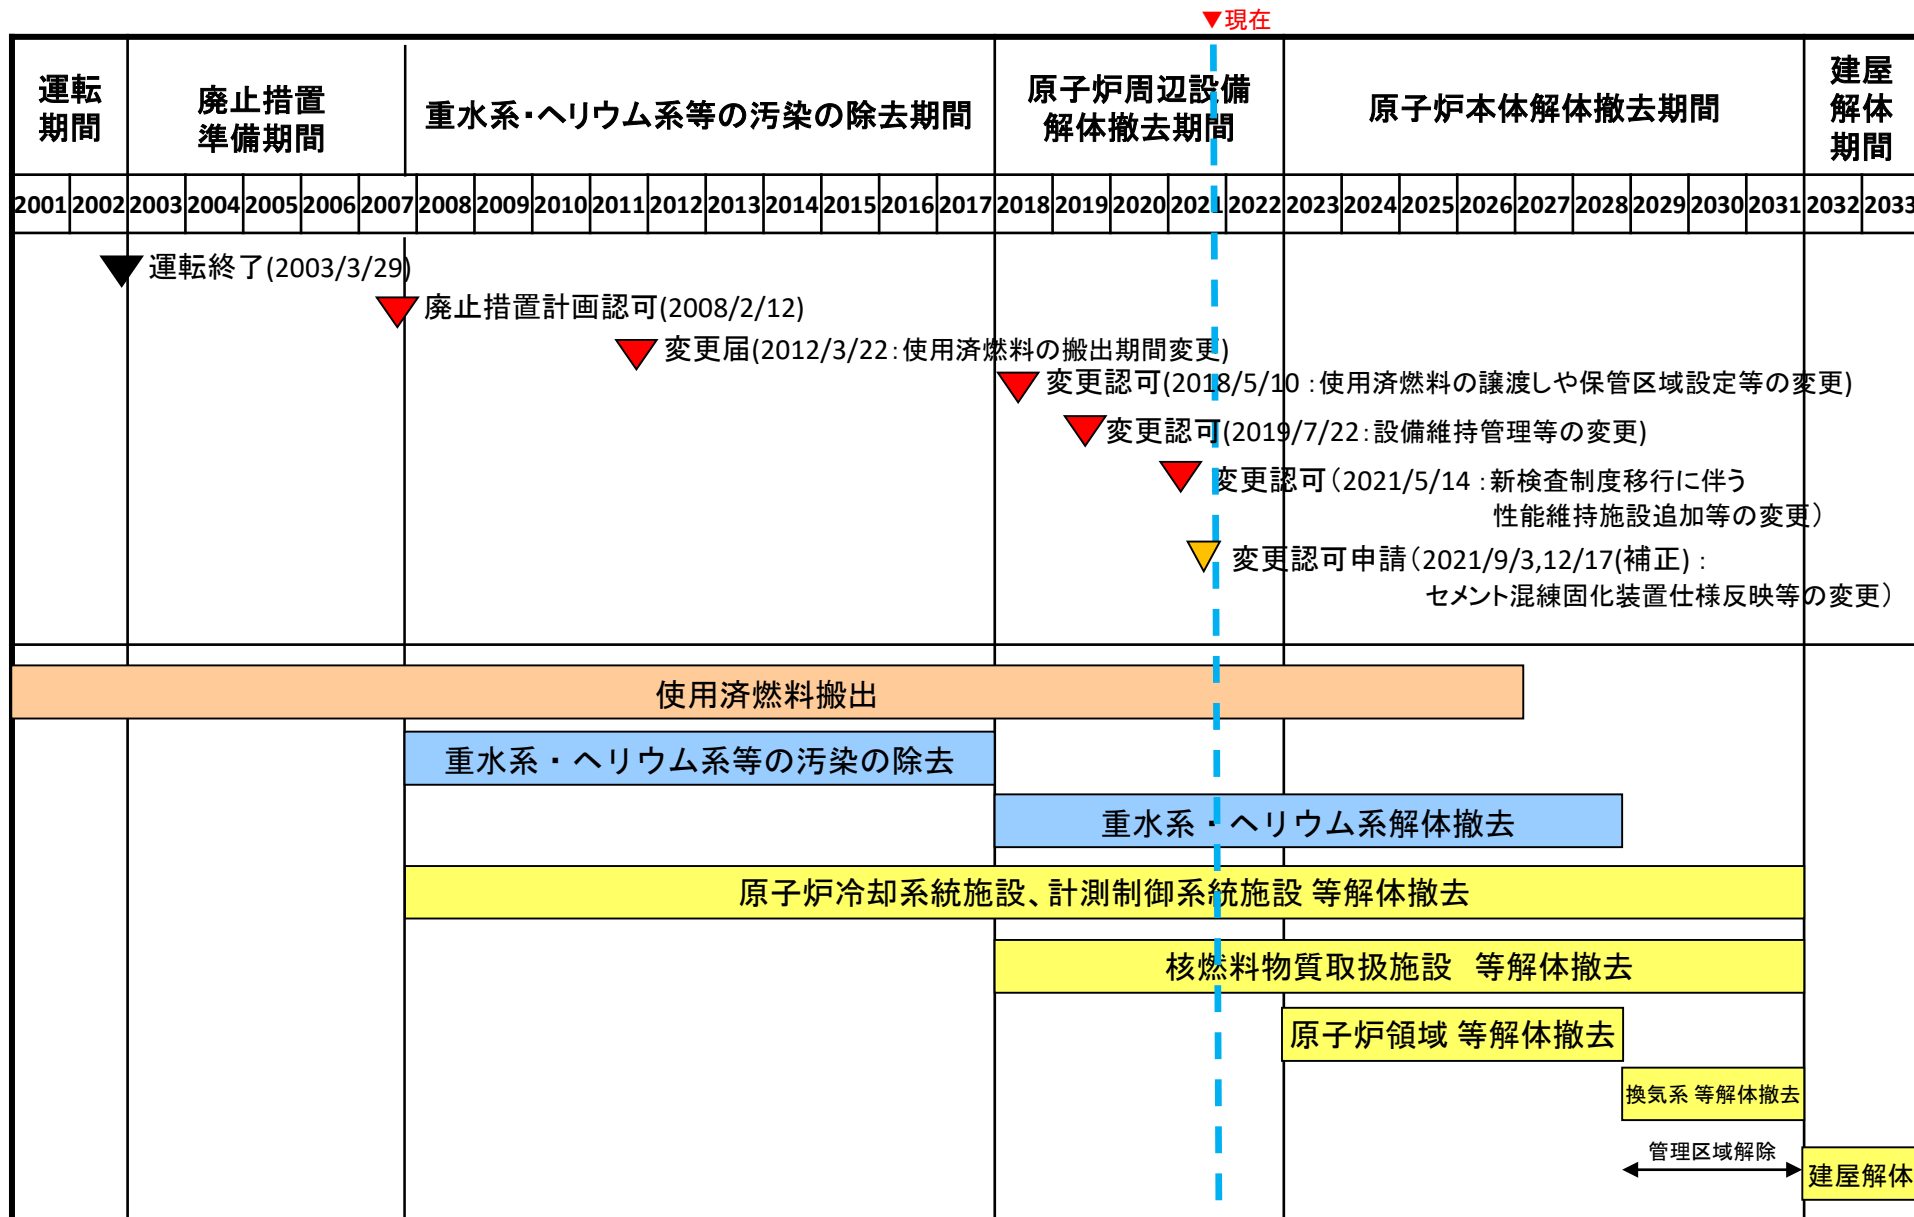 ▼現在
運転
期間
廃止措置
準備期間
重水系・ヘリウム系等の汚染の除去期間
原子炉周辺設備
解体撤去期間
原子炉本体解体撤去期間
建屋
解体
期間
2001 2002 2003 2004 2005 2006 2007 2008 2009 2010 2011 2012 2013 2014 2015 2016 2017 2018 2019 2020 2021 2022 2023 2024 2025 2026 2027 2028 2029 2030 2031 2032 2033
運転終了(2003/3/29)
廃止措置計画認可(2008/2/12)
変更届(2012/3/22：使用済燃料の搬出期間変更)
変更認可(2018/5/10：使用済燃料の譲渡しや保管区域設定等の変更)
変更認可(2019/7/22：設備維持管理等の変更)
変更認可（2021/5/14：新検査制度移行に伴う
性能維持施設追加等の変更）
変更認可申請（2021/9/3,12/17(補正)：
セメント混練固化装置仕様反映等の変更）
使用済燃料搬出
重水系・ヘリウム系等の汚染の除去
重水系・ヘリウム系解体撤去
原子炉冷却系統施設、計測制御系統施設 等解体撤去
核燃料物質取扱施設　等解体撤去
原子炉領域 等解体撤去
換気系 等解体撤去
管理区域解除
建屋解体